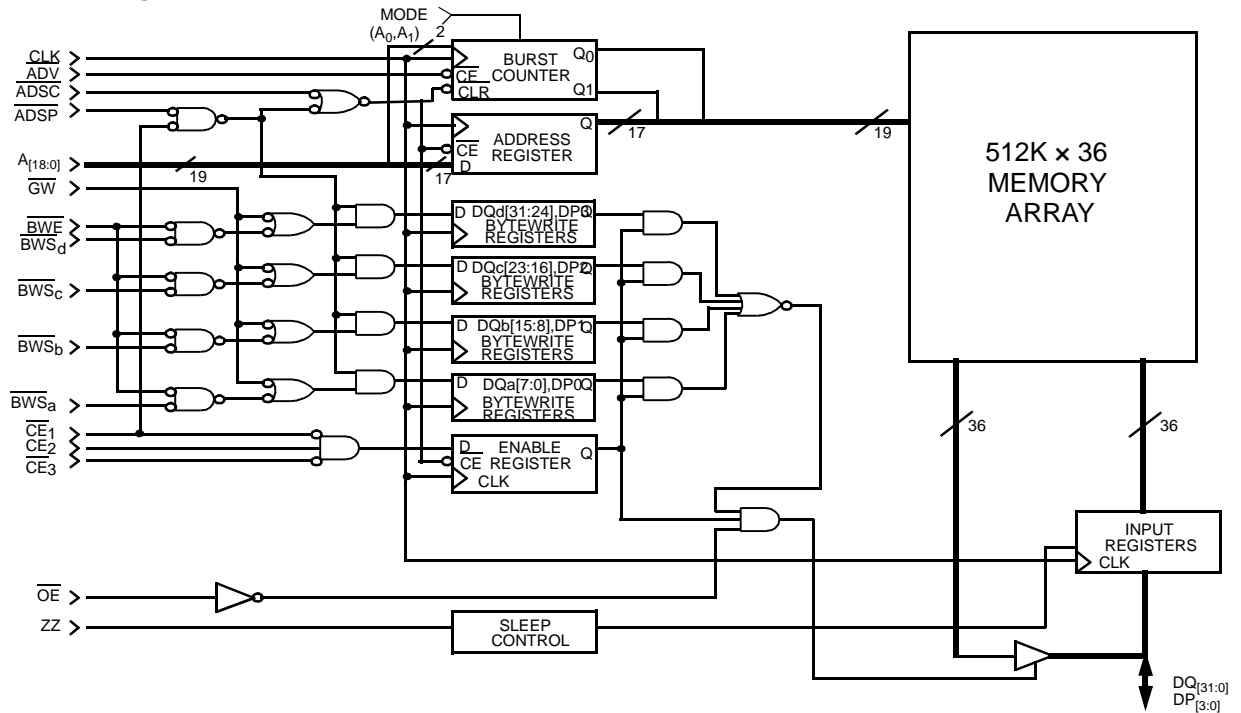 MODE
(A0,A1) 2
CLK
ADV
ADSC
ADSP
A[18:0]
19
17
GW
BWE
BWSd
BWSc
BWSb
BWSa
CE1
CE2
CE3
OE
ZZ
BURST
COUNTER
CE
CLR
Q0
Q1
ADDRESS
REGISTER
CE
D
Q
17
19
D DQd[31:24],DP3 Q
BYTEWRITE
REGISTERS
D DQc[23:16],DP2 Q
BYTEWRITE
REGISTERS
D DQb[15:8],DP1 Q
BYTEWRITE
REGISTERS
D DQa[7:0],DP0 Q
BYTEWRITE
REGISTERS
D ENABLE Q
CE REGISTER
CLK
SLEEP
CONTROL
512K × 36
MEMORY
ARRAY
36
36
INPUT
REGISTERS
CLK
DQ[31:0]
DP[3:0]